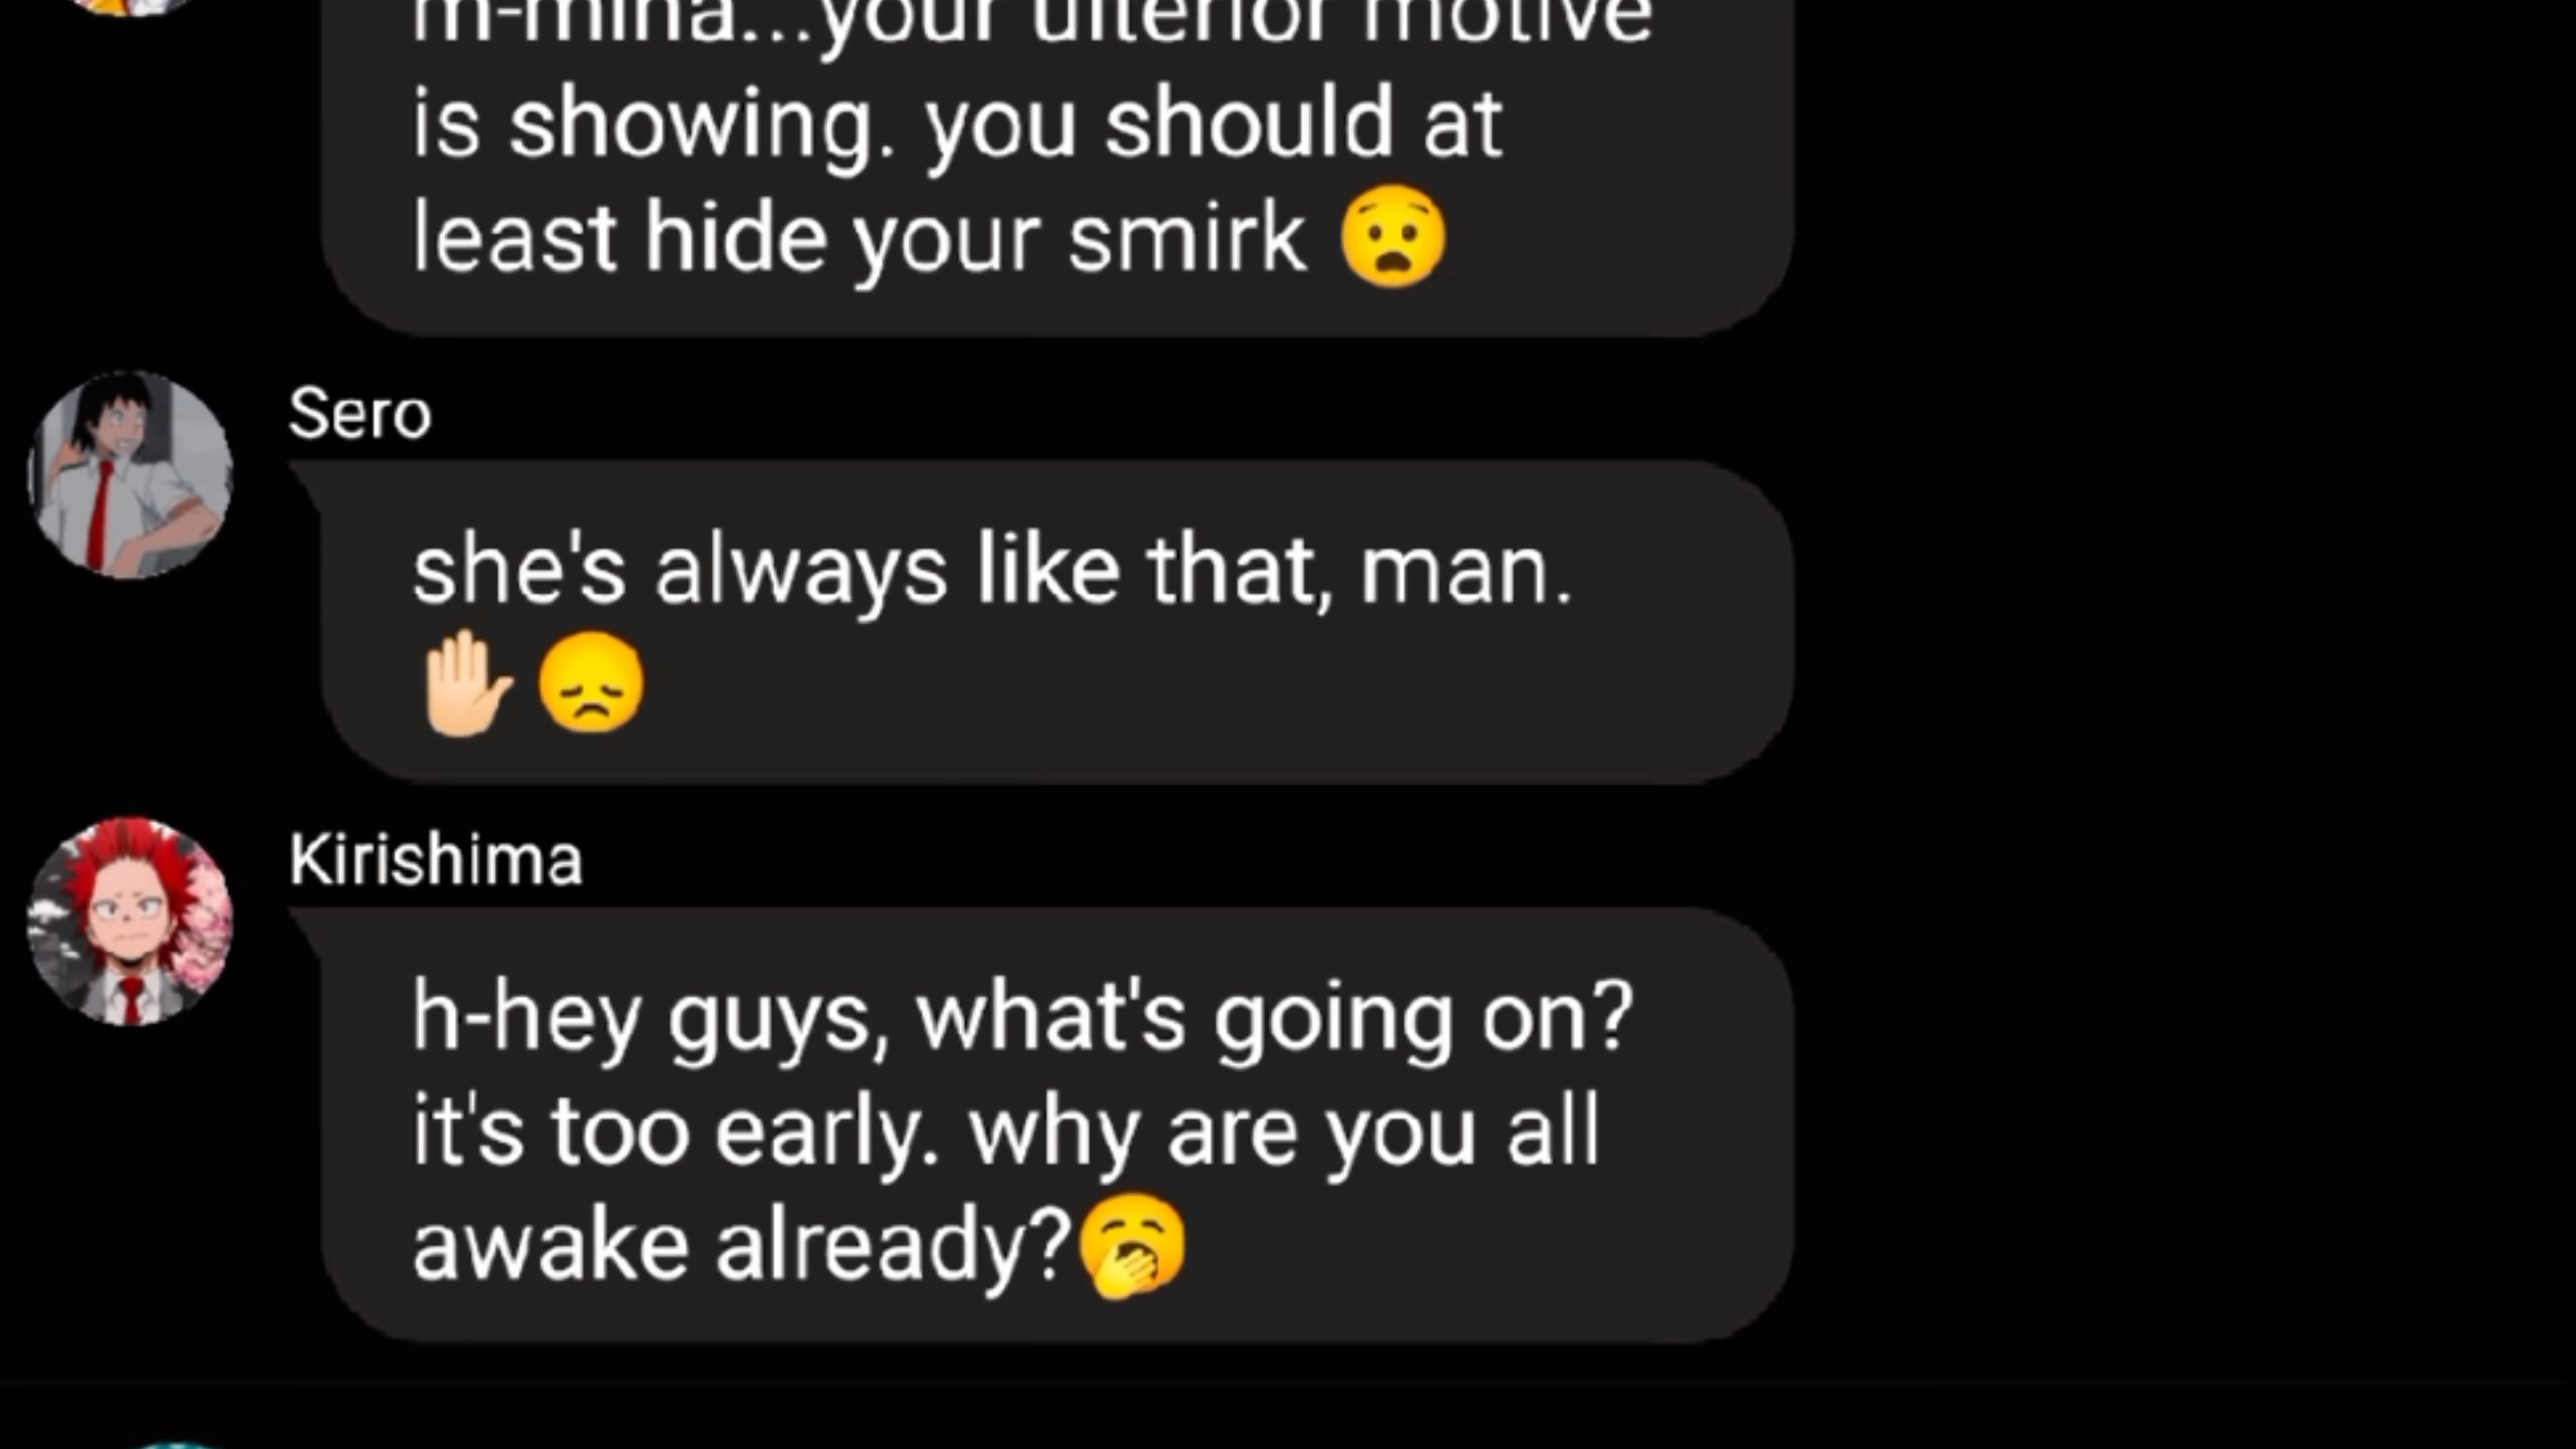 m-mina...your ulterior motive
is showing. you should at
least hide your smirk 😧
Sero
she's always like that, man.
✋🏻😞
Kirishima
h-hey guys, what's going on?
it's too early. why are you all
awake already?🥱